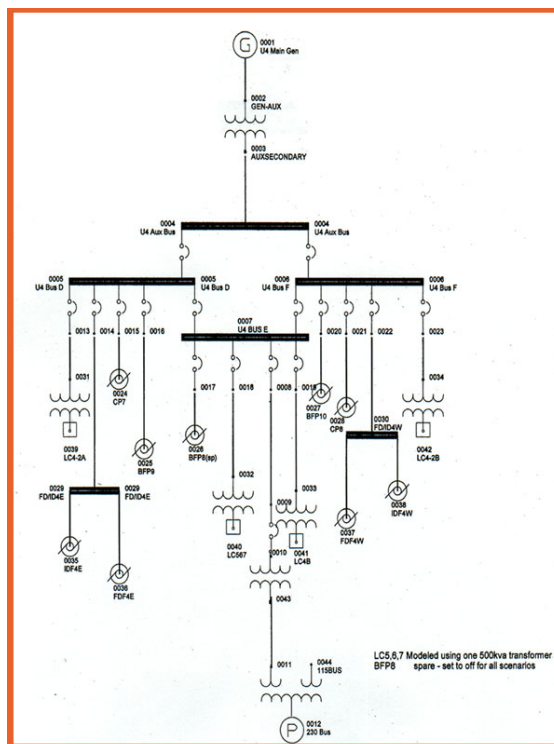 0001
U4 Main Gen
0002
GEN-AUX
0003
AUXSECONDARY
0004
U4 Aux Bus
0004
U4 Aux Bus
0005
U4 Bus D
0005
U4 Bus D
0006
U4 Bus F
0006
U4 Bus F
0007
U4 BUS E
0013
0014
0015
0016
0017
0018
0008
0019
0020
0021
0022
0023
0031
0024
CP7
0025
BFP9
0026
BFP8(sp)
0027
BFP10
0028
CP8
0030
FD/ID4W
0034
0039
LC4-2A
0042
LC4-2B
0029
FD/ID4E
0029
FD/ID4E
0032
0009
0033
0038
IDF4W
0037
FDF4W
0035
IDF4E
0036
FDF4E
0040
LC567
0010
0041
LC4B
0043
0011
0044
115BUS
0012
230 Bus
G
P
LC5,6,7 Modeled using one 500kva transformer
BFP8 spare - set to off for all scenarios